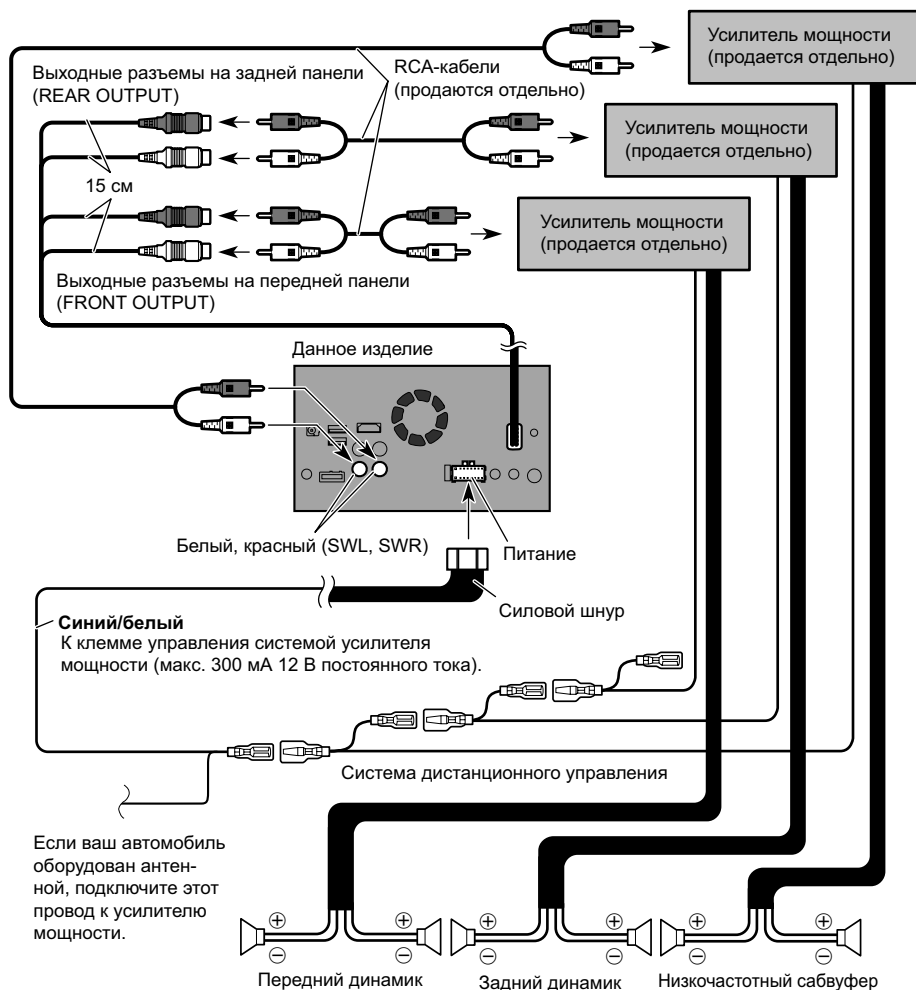 Усилитель мощности
(продается отдельно)
Выходные разъемы на задней панели
(REAR OUTPUT)
RCA-кабели
(продаются отдельно)
Усилитель мощности
(продается отдельно)
15 см
Усилитель мощности
(продается отдельно)
Выходные разъемы на передней панели
(FRONT OUTPUT)
Данное изделие
Белый, красный (SWL, SWR)
Питание
Силовой шнур
Синий/белый
К клемме управления системой усилителя
мощности (макс. 300 мА 12 В постоянного тока).
Система дистанционного управления
Если ваш автомобиль
оборудован антен-
ной, подключите этот
провод к усилителю
мощности.
+ + + + + +
− − − − − −
Передний динамик
Задний динамик
Низкочастотный сабвуфер